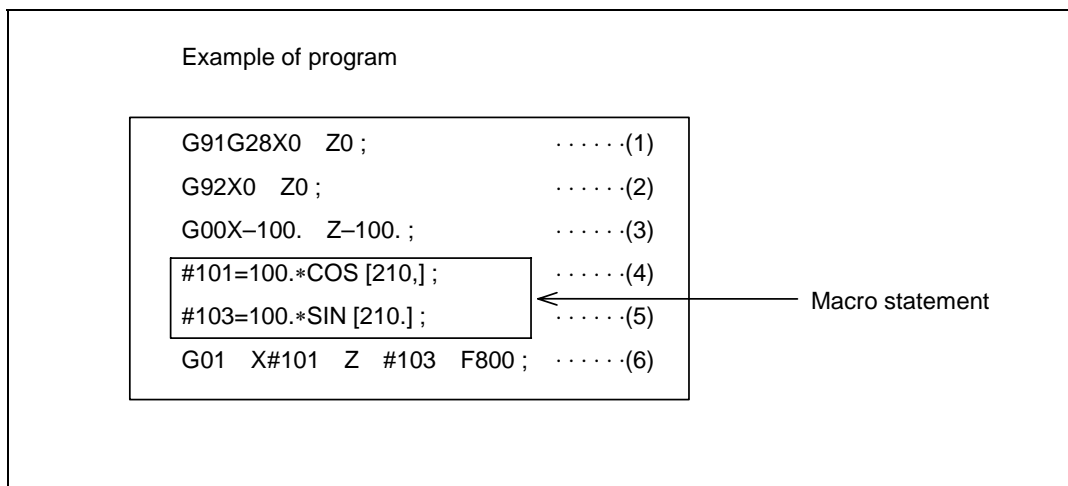 Example of program
G91G28X0 Z0 ; ······(1)
G92X0 Z0 ; ······(2)
G00X–100. Z–100. ; ······(3)
#101=100.∗COS [210,] ; ······(4)
#103=100.∗SIN [210.] ; ······(5)
Macro statement
G01 X#101 Z #103 F800 ; ······(6)